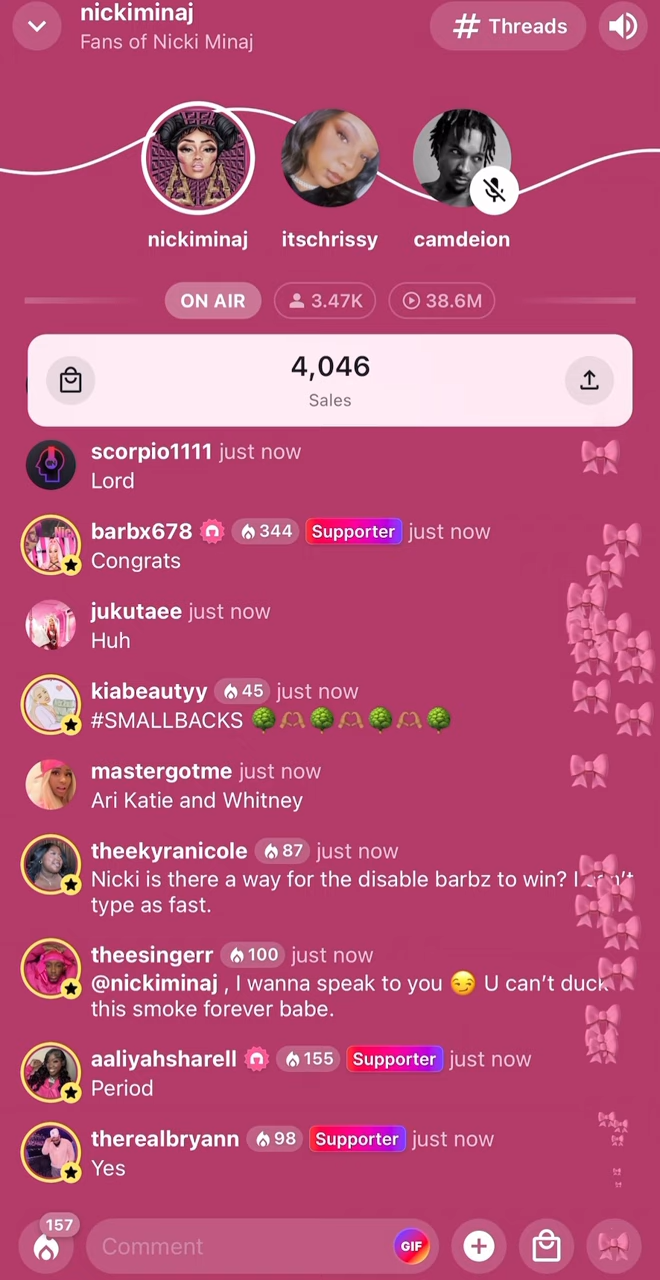 nickiminaj
Fans of Nicki Minaj
# Threads
nickiminaj
itschrissy
camdeion
ON AIR
3.47K
38.6M
4,046
Sales
scorpio1111 just now
Lord
barbx678 344 Supporter just now
Congrats
jukutaee just now
Huh
kiabeautyy 45 just now
#SMALLBACKS 🌳🫶🌳🫶🌳🫶🌳
mastergotme just now
Ari Katie and Whitney
theekyranicole 87 just now
Nicki is there a way for the disable barbz to win? I
type as fast.
theesingerr 100 just now
@nickiminaj , I wanna speak to you 😏 U can’t duck
this smoke forever babe.
aaliyahsharell 155 Supporter just now
Period
therealbryann 98 Supporter just now
Yes
157
Comment
GIF